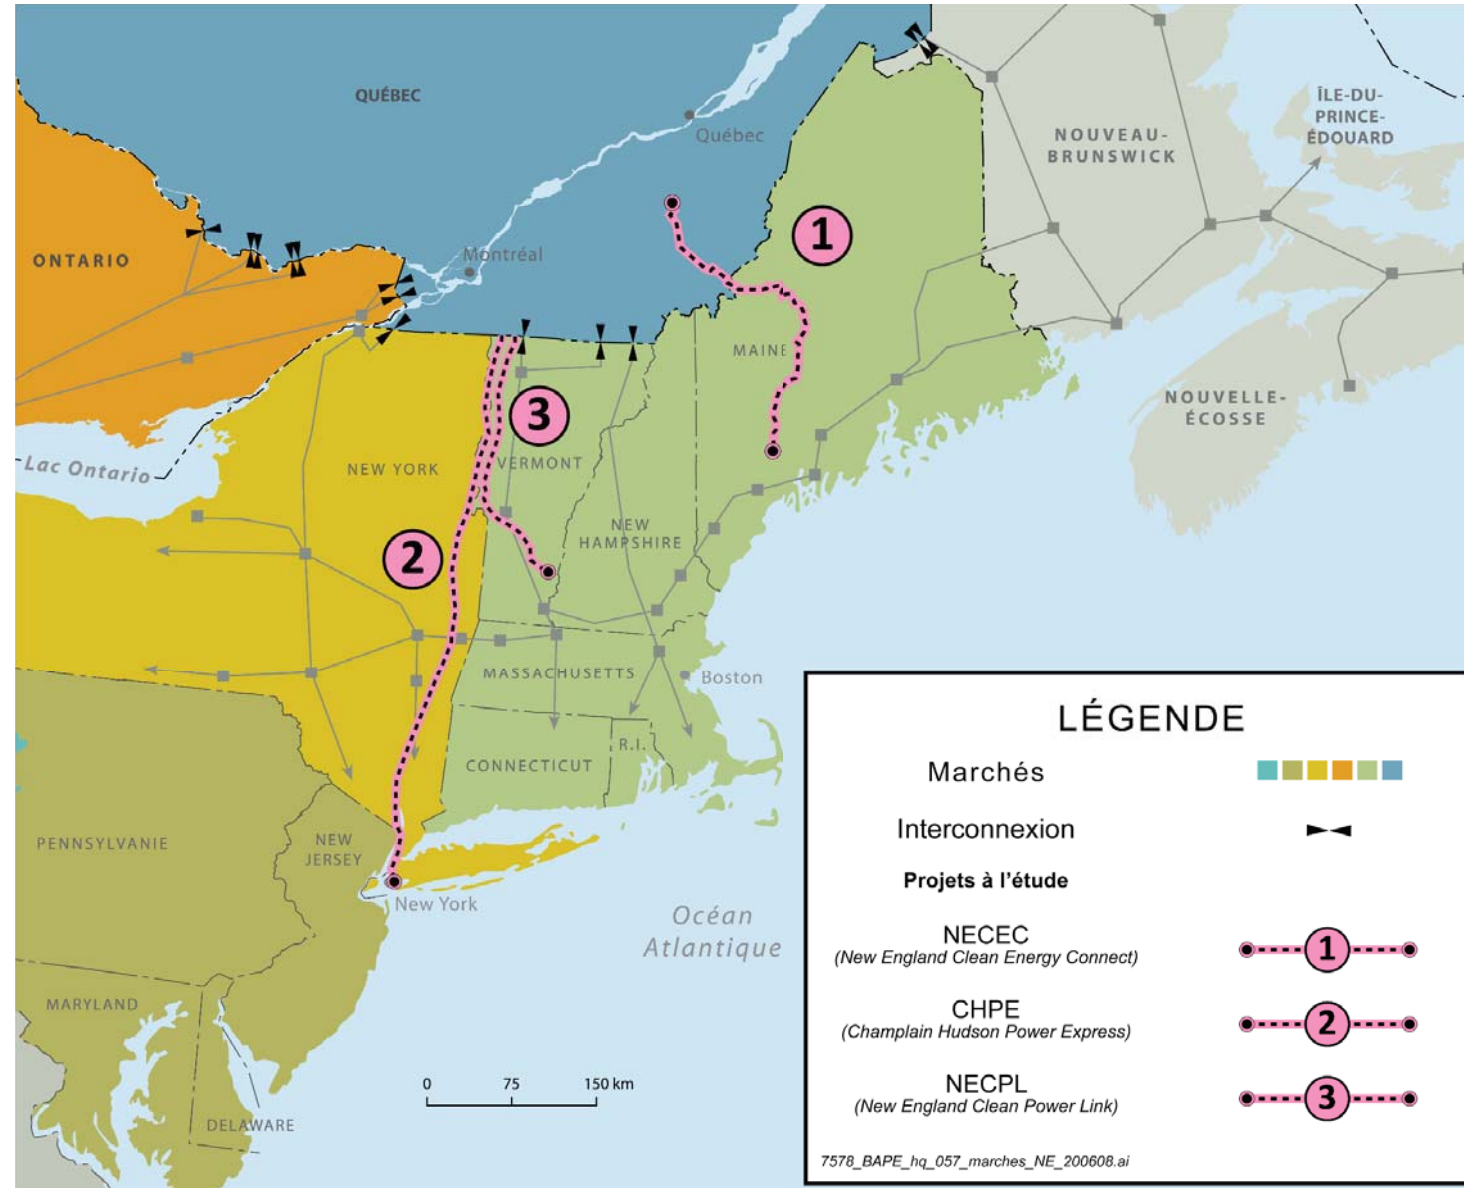 QUÉBEC
Québec
ÎLE-DU-
PRINCE-
ÉDOUARD
NOUVEAU-
BRUNSWICK
1
ONTARIO
Montréal
MAINE
NOUVELLE-
ÉCOSSE
3
Lac Ontario
NEW YORK
VERMONT
NEW
HAMPSHIRE
2
MASSACHUSETTS
Boston
R.I.
CONNECTICUT
PENNSYLVANIE
NEW
JERSEY
New York
Océan
Atlantique
MARYLAND
DELAWARE
0 75 150 km
LÉGENDE
Marchés
Interconnexion
Projets à l'étude
NECEC
(New England Clean Energy Connect)
1
CHPE
(Champlain Hudson Power Express)
2
NECPL
(New England Clean Power Link)
3
7578_BAPE_hq_057_marches_NE_200608.ai